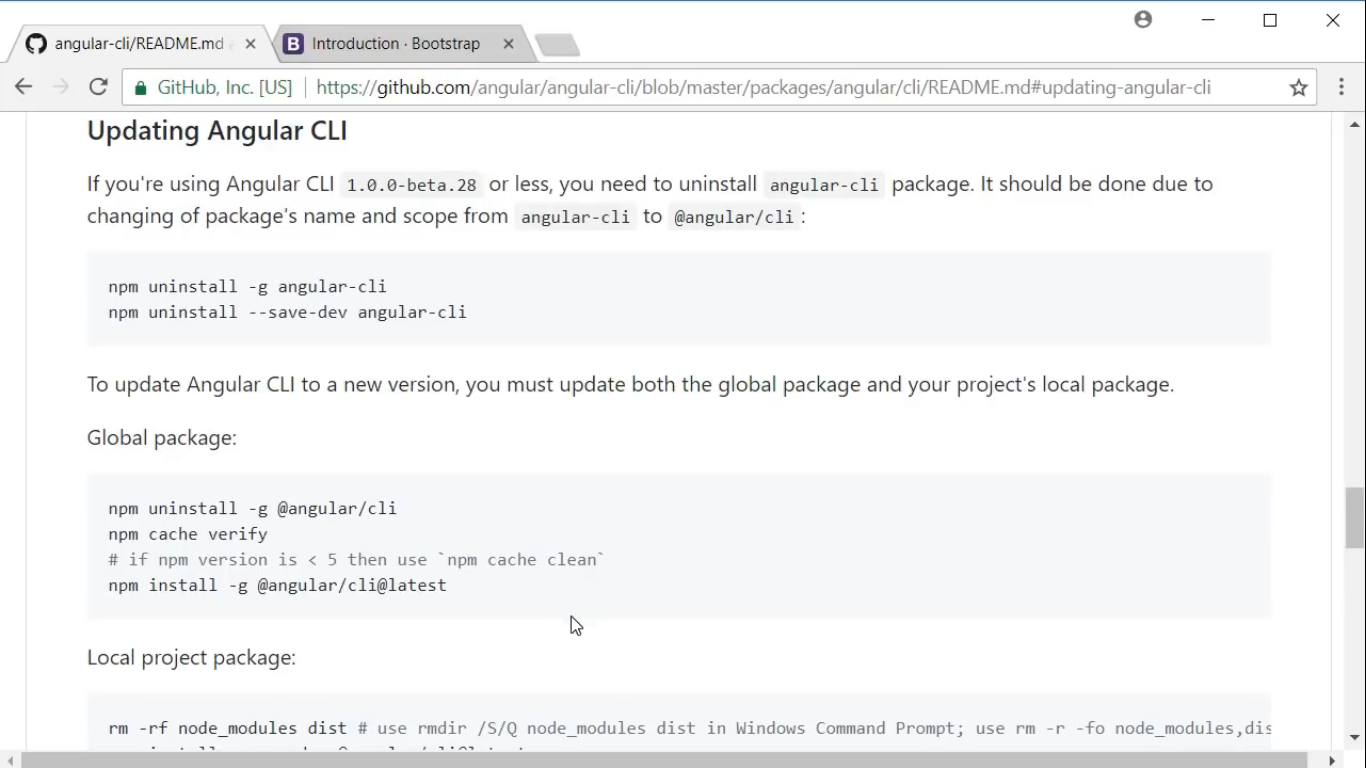 angular-cli/README.md
Introduction · Bootstrap
GitHub, Inc. [US]
https://github.com/angular/angular-cli/blob/master/packages/angular/cli/README.md#updating-angular-cli
Updating Angular CLI
If you're using Angular CLI 1.0.0-beta.28 or less, you need to uninstall angular-cli package. It should be done due to
changing of package's name and scope from angular-cli to @angular/cli :
npm uninstall -g angular-cli
npm uninstall --save-dev angular-cli
To update Angular CLI to a new version, you must update both the global package and your project's local package.
Global package:
npm uninstall -g @angular/cli
npm cache verify
# if npm version is < 5 then use `npm cache clean`
npm install -g @angular/cli@latest
Local project package:
rm -rf node_modules dist # use rmdir /S/Q node_modules dist in Windows Command Prompt; use rm -r -fo node_modules,dis